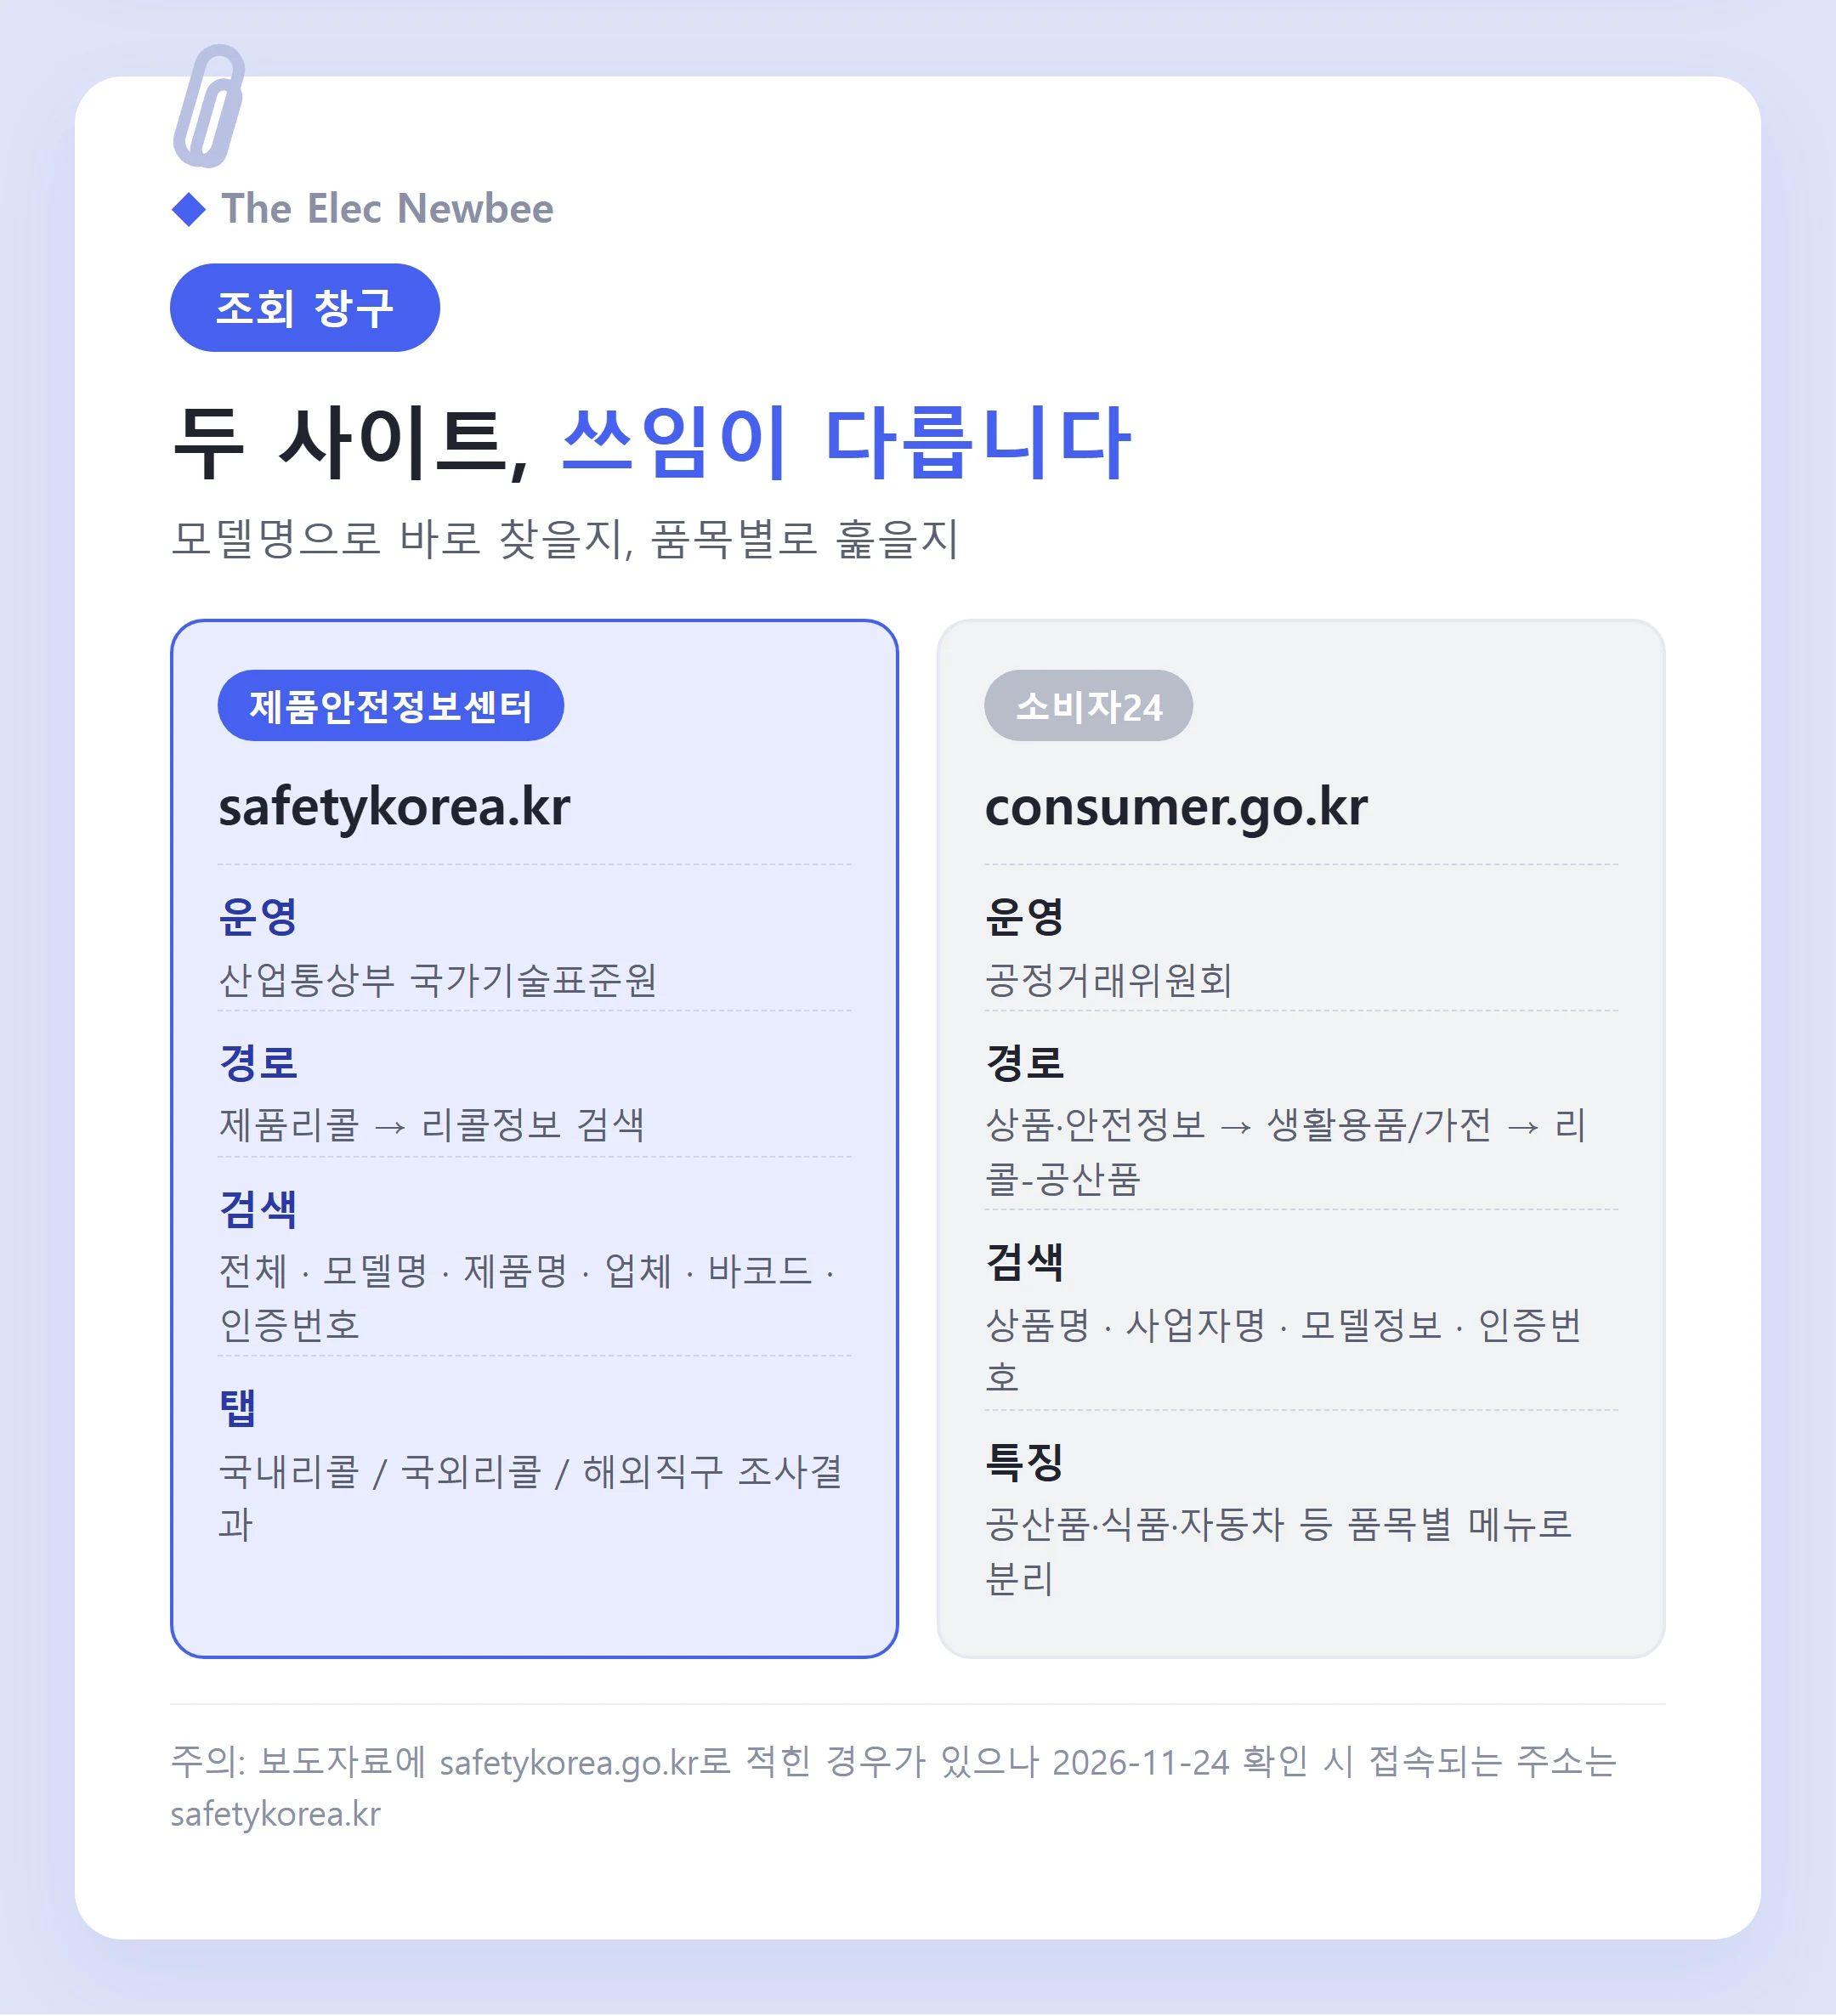 The Elec Newbee
조회 창구
두 사이트, 쓰임이 다릅니다
모델명으로 바로 찾을지, 품목별로 훑을지
제품안전정보센터
safetykorea.kr
운영
산업통상부 국가기술표준원
경로
제품리콜 → 리콜정보 검색
검색
전체 · 모델명 · 제품명 · 업체 · 바코드 ·
인증번호
탭
국내리콜 / 국외리콜 / 해외직구 조사결
과
소비자24
consumer.go.kr
운영
공정거래위원회
경로
상품·안전정보 → 생활용품/가전 → 리
콜-공산품
검색
상품명 · 사업자명 · 모델정보 · 인증번
호
특징
공산품·식품·자동차 등 품목별 메뉴로
분리
주의: 보도자료에 safetykorea.go.kr로 적힌 경우가 있으나 2026-11-24 확인 시 접속되는 주소는
safetykorea.kr